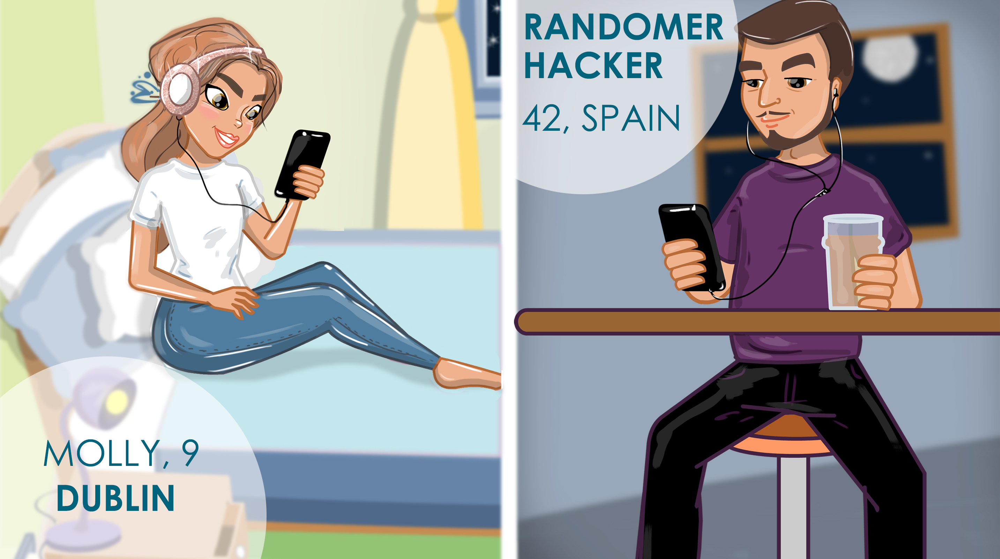 MOLLY, 9
DUBLIN
RANDOMER
HACKER
42, SPAIN